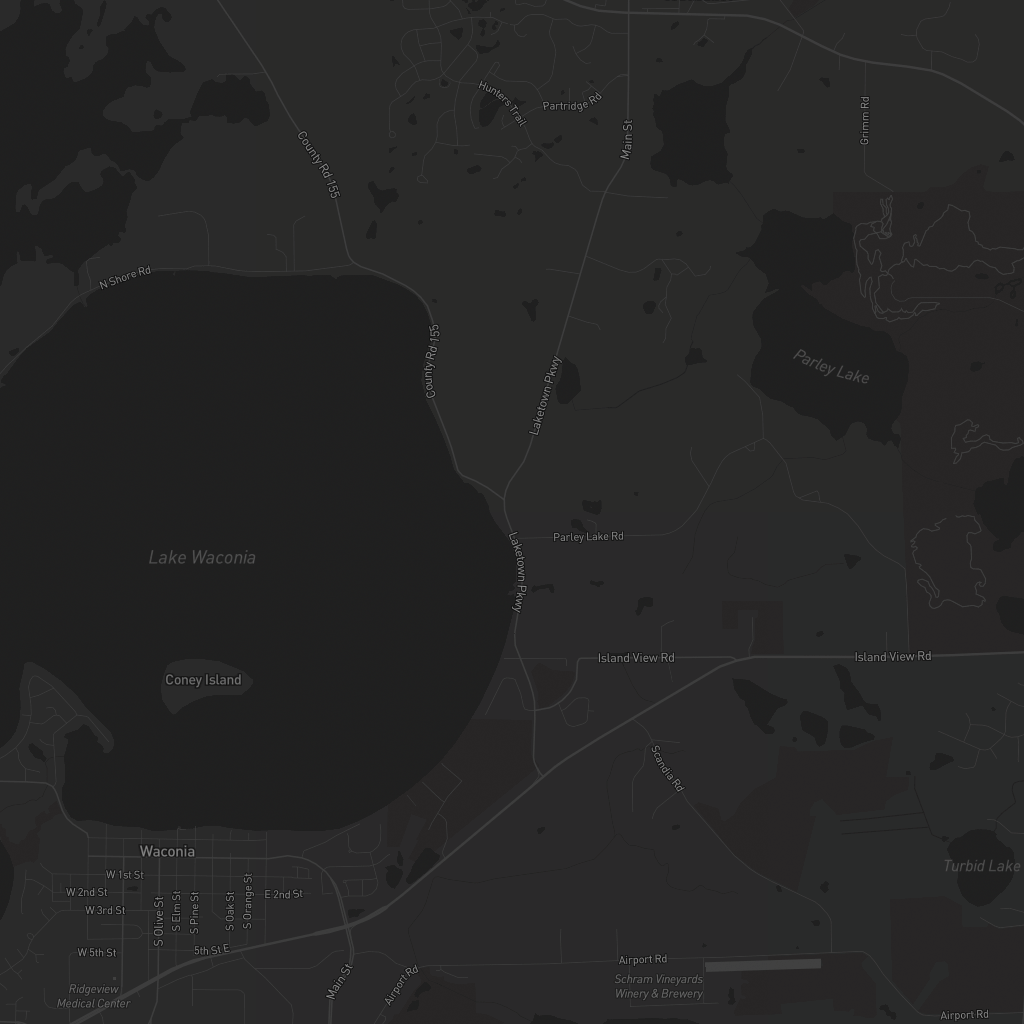 Hunters Trail
Partridge Rd
Main St
Grimm Rd
County Rd 155
N Shore Rd
County Rd 155
Laketown Pkwy
Parley Lake
Lake Waconia
Parley Lake Rd
Laketown Pkwy
Island View Rd
Island View Rd
Coney Island
Scandia Rd
Waconia
Turbid Lake
W 1st St
W 2nd St
E 2nd St
W 3rd St
S Olive St
S Elm St
S Pine St
S Oak St
S Orange St
W 5th St
5th St E
Ridgeview
Medical Center
Main St
Airport Rd
Airport Rd
Schram Vineyards
Winery & Brewery
Airport Rd